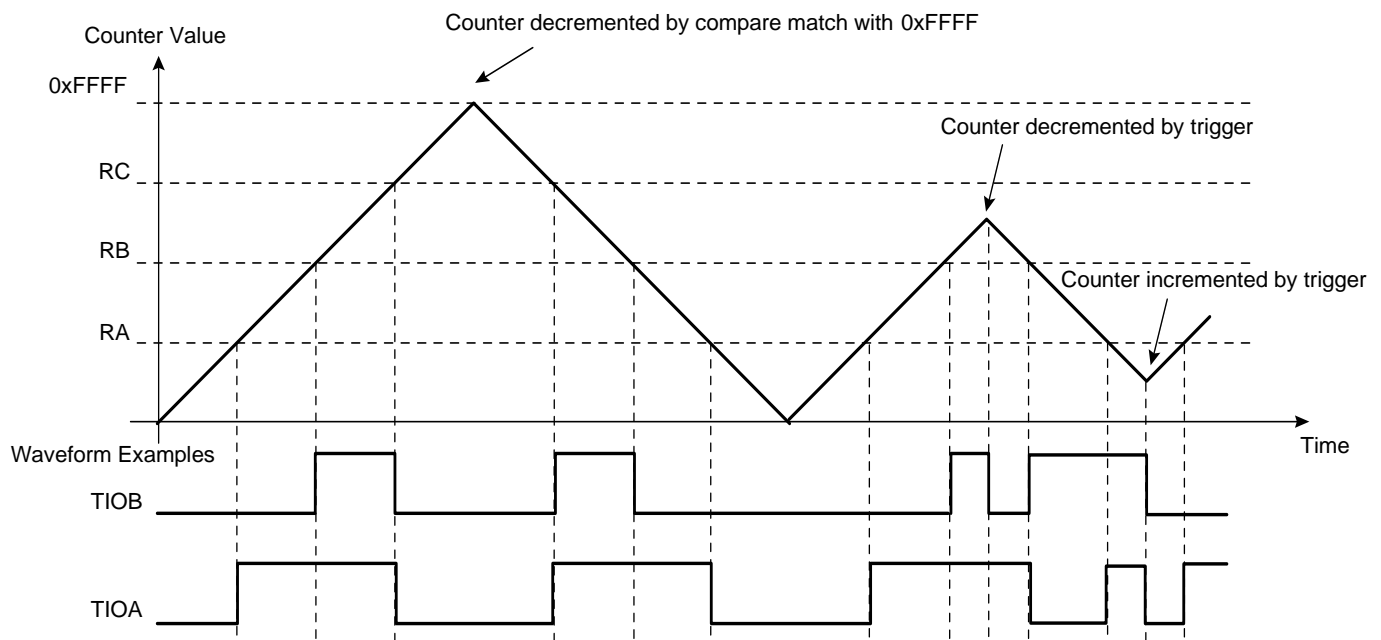 Counter decremented by compare match with 0xFFFF
Counter Value
0xFFFF
Counter decremented by trigger
RC
RB
Counter incremented by trigger
RA
Time
Waveform Examples
TIOB
TIOA